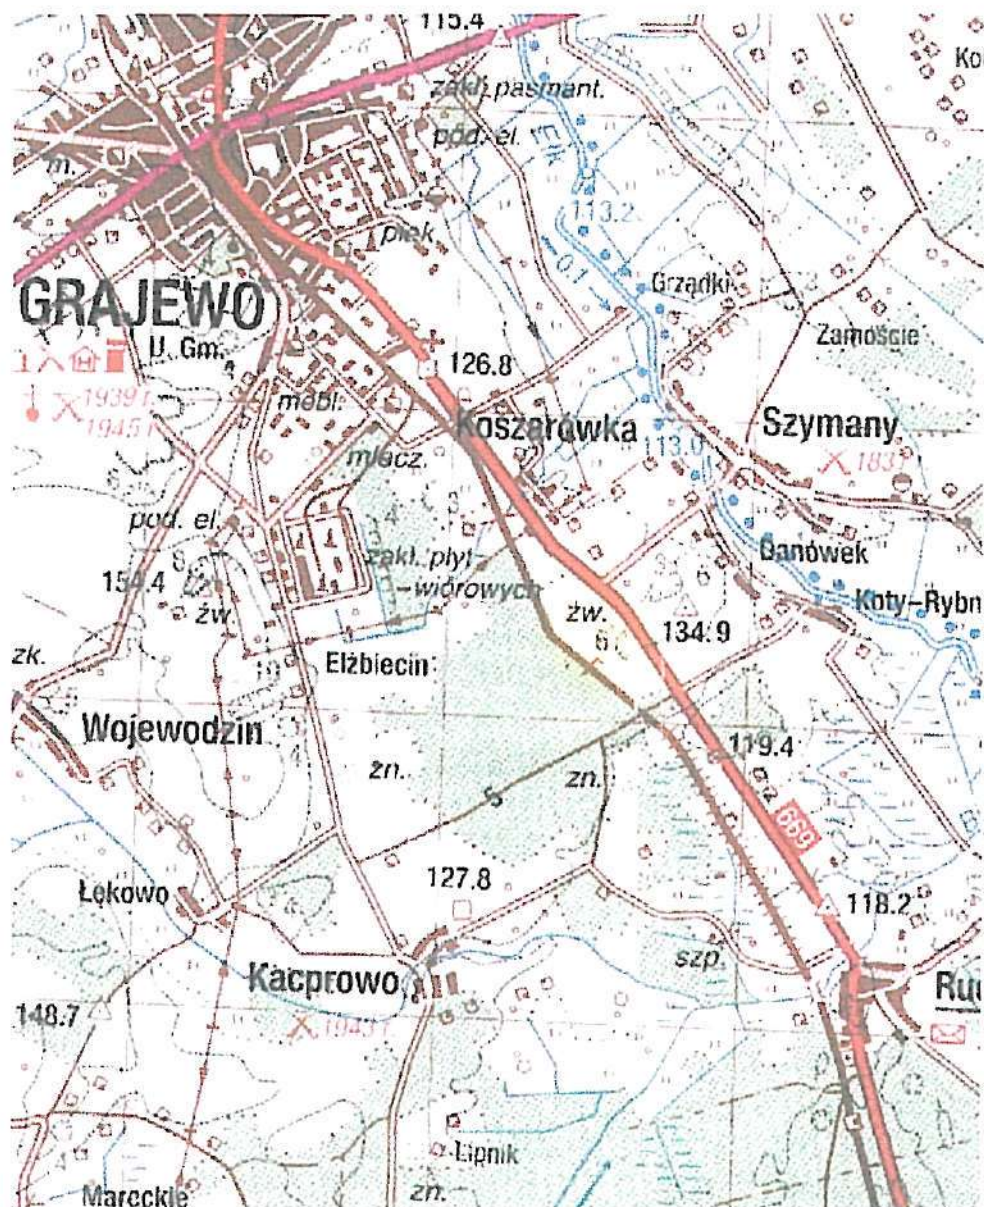 115.4
zakł. pasmant.
pod. el.
Ełk
m.
113.2
piek.
0.1
Grządki
GRAJEWO
U. Gm.
Zamoście
126.8
1939 r.
1945 r.
mebl.
Koszarówka
Szymany
113.0
183
mlecz.
pod. el.
zakł. płyt
wiórowych
Danówek
154.4
żw.
żw.
Koty-Rybn
134.9
zk.
Elżbiecin
Wojewodzin
119.4
żn.
zn.
5
669
127.8
Łękowo
118.2
szp.
Kacprowo
148.7
1943 r.
Lipnik
zn.
Mareckie